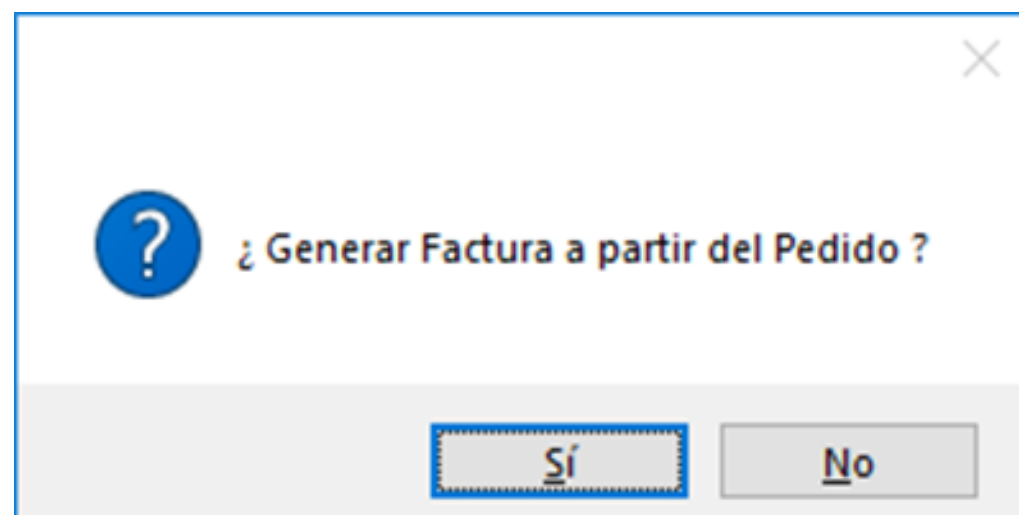 ¿ Generar Factura a partir del Pedido ?
Sí No